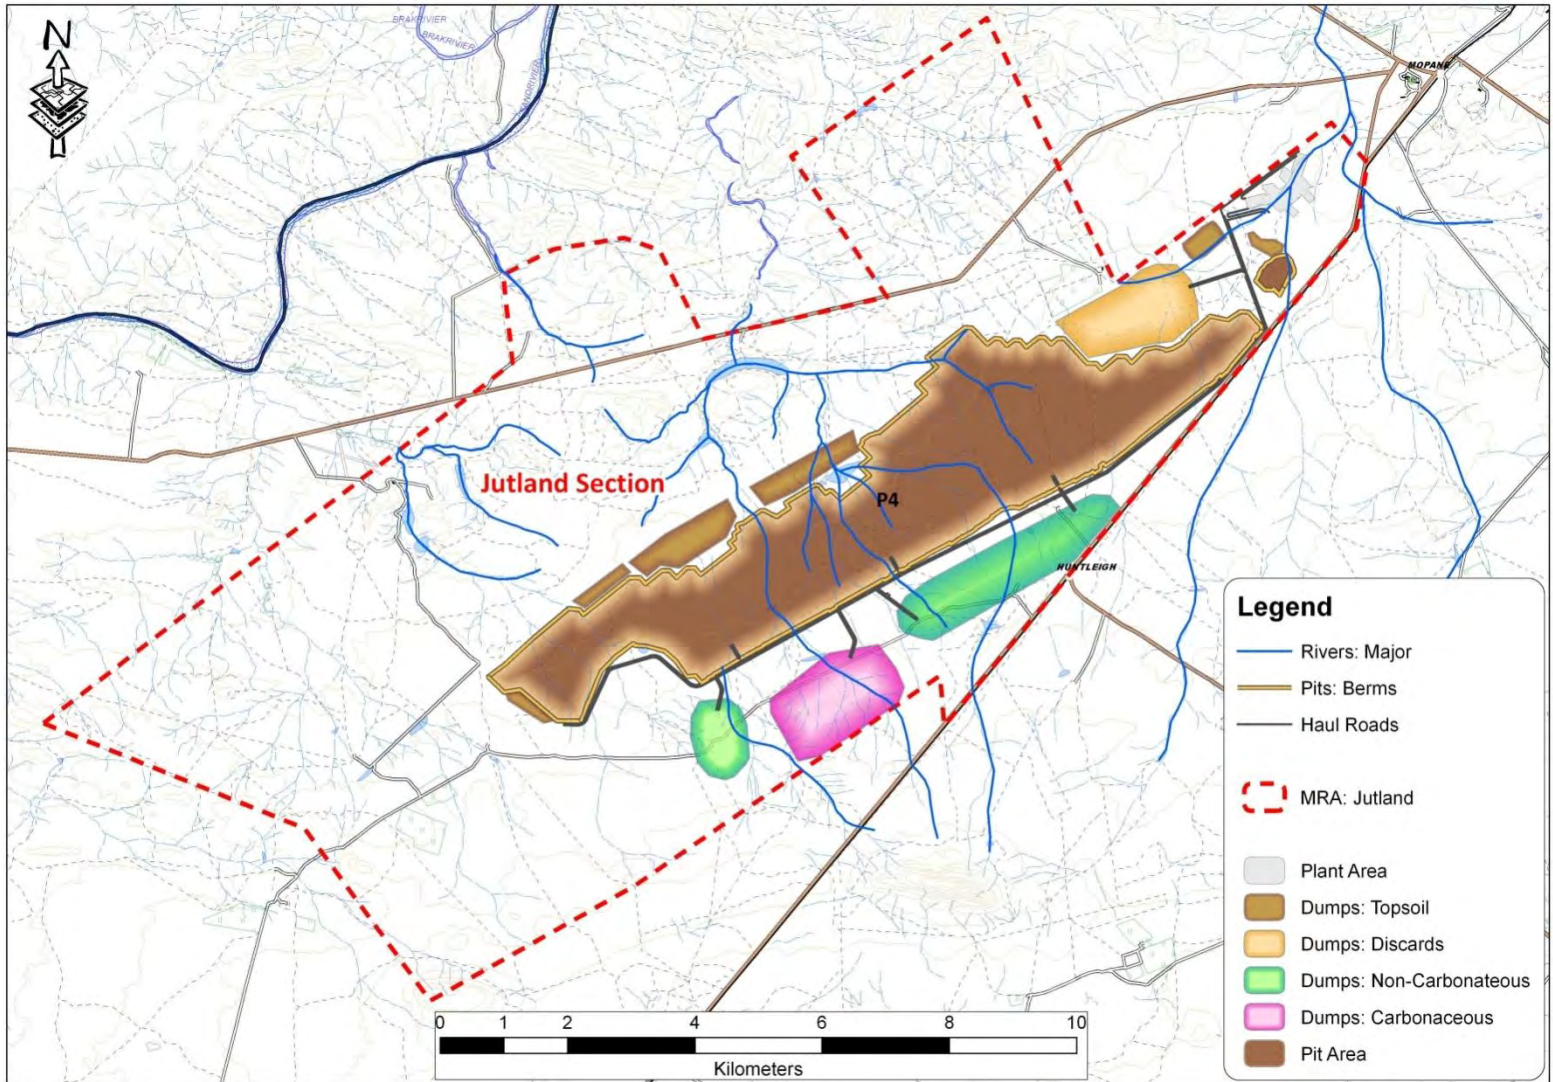 N
BRAKRIVIER
BRAKRIVIER
SANDRIVIER
MOPANE
Jutland Section
P4
HUNTLEIGH
Legend
Rivers: Major
Pits: Berms
Haul Roads
MRA: Jutland
Plant Area
Dumps: Topsoil
Dumps: Discards
Dumps: Non-Carbonateous
Dumps: Carbonaceous
Pit Area
0 1 2 4 6 8 10
Kilometers